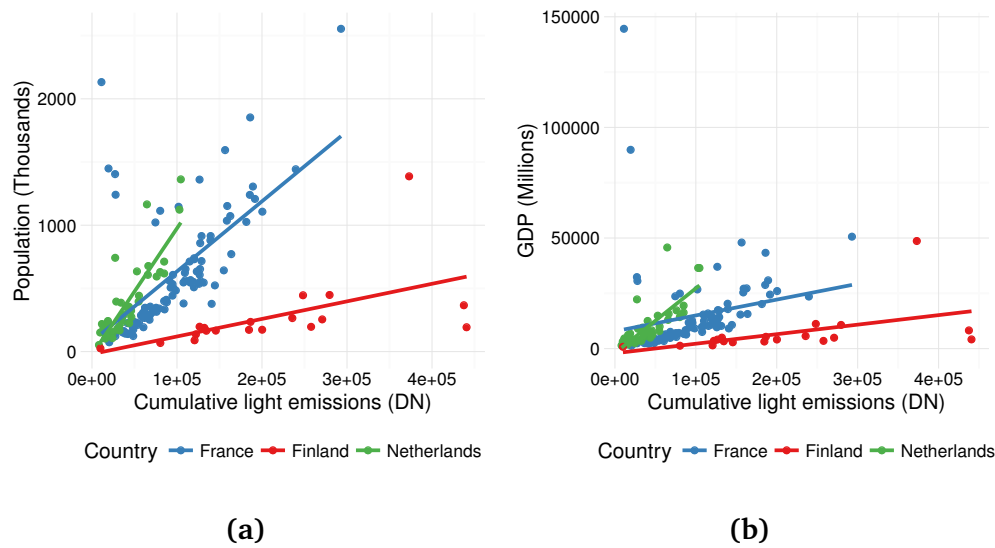 Population (Thousands)
2000
1000
0
0e+00 1e+05 2e+05 3e+05 4e+05
Cumulative light emissions (DN)
Country France Finland Netherlands
(a)
GDP (Millions)
150000
100000
50000
0
0e+00 1e+05 2e+05 3e+05 4e+05
Cumulative light emissions (DN)
Country France Finland Netherlands
(b)